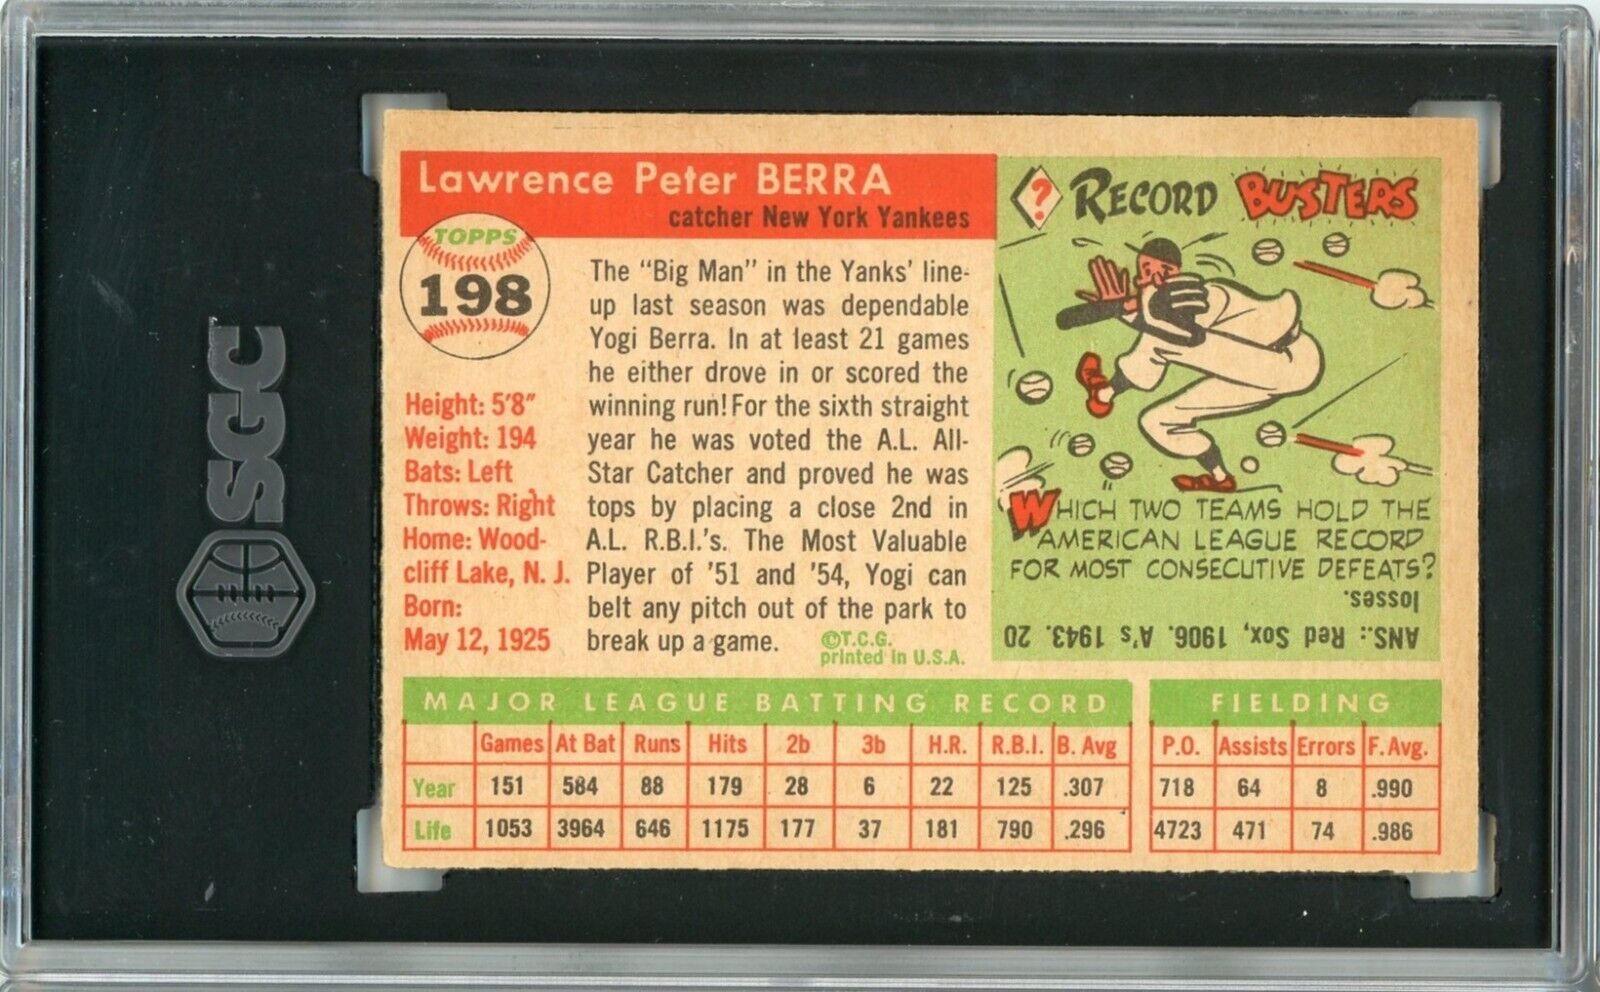 SGC
Lawrence Peter BERRA
catcher New York Yankees
TOPPS
198
Height: 5'8"
Weight: 194
Bats: Left
Throws: Right
Home: Wood-
cliff Lake, N. J.
Born:
May 12, 1925
The "Big Man" in the Yanks' line-
up last season was dependable
Yogi Berra. In at least 21 games
he either drove in or scored the
winning run! For the sixth straight
year he was voted the A.L. All-
Star Catcher and proved he was
tops by placing a close 2nd in
A.L. R.B.I.'s. The Most Valuable
Player of '51 and '54, Yogi can
belt any pitch out of the park to
break up a game.
©T.C.G.
printed in U.S.A.
? RECORD BUSTERS
WHICH TWO TEAMS HOLD THE
AMERICAN LEAGUE RECORD
FOR MOST CONSECUTIVE DEFEATS?
ANS.: Red Sox, 1906. A's 1943. 20
losses.
MAJOR LEAGUE BATTING RECORD
Games At Bat Runs Hits 2b 3b H.R. R.B.I. B. Avg
Year 151 584 88 179 28 6 22 125 .307
Life 1053 3964 646 1175 177 37 181 790 .296
FIELDING
P.O. Assists Errors F. Avg.
718 64 8 .990
4723 471 74 .986